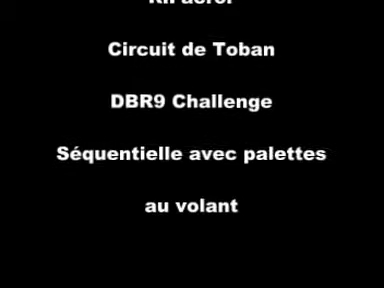 Circuit de Toban
DBR9 Challenge
Séquentielle avec palettes
au volant